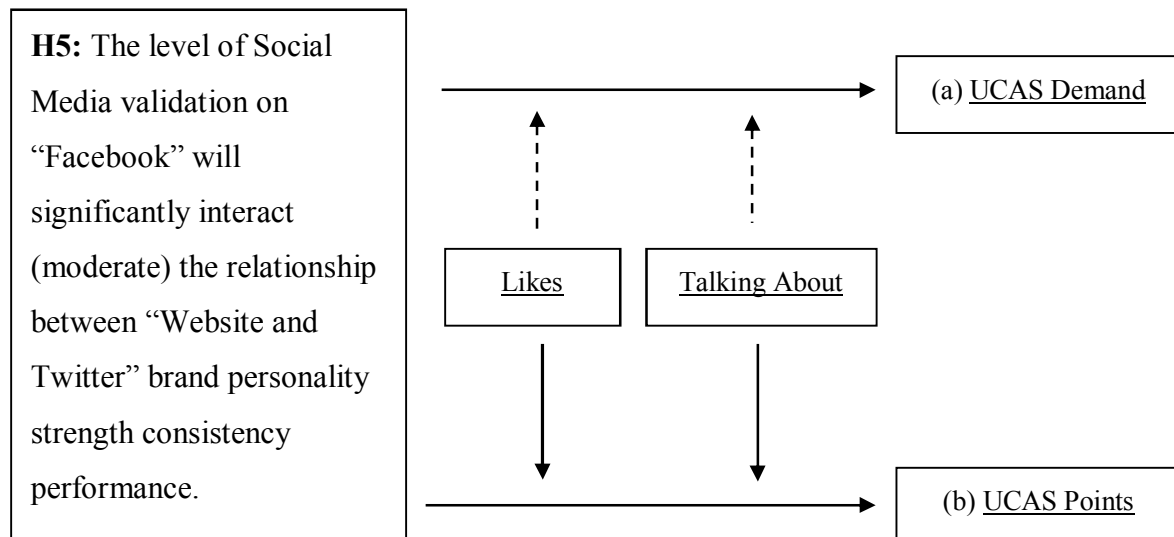 H5: The level of Social
Media validation on
“Facebook” will
significantly interact
(moderate) the relationship
between “Website and
Twitter” brand personality
strength consistency
performance.
(a) UCAS Demand
Likes
Talking About
(b) UCAS Points